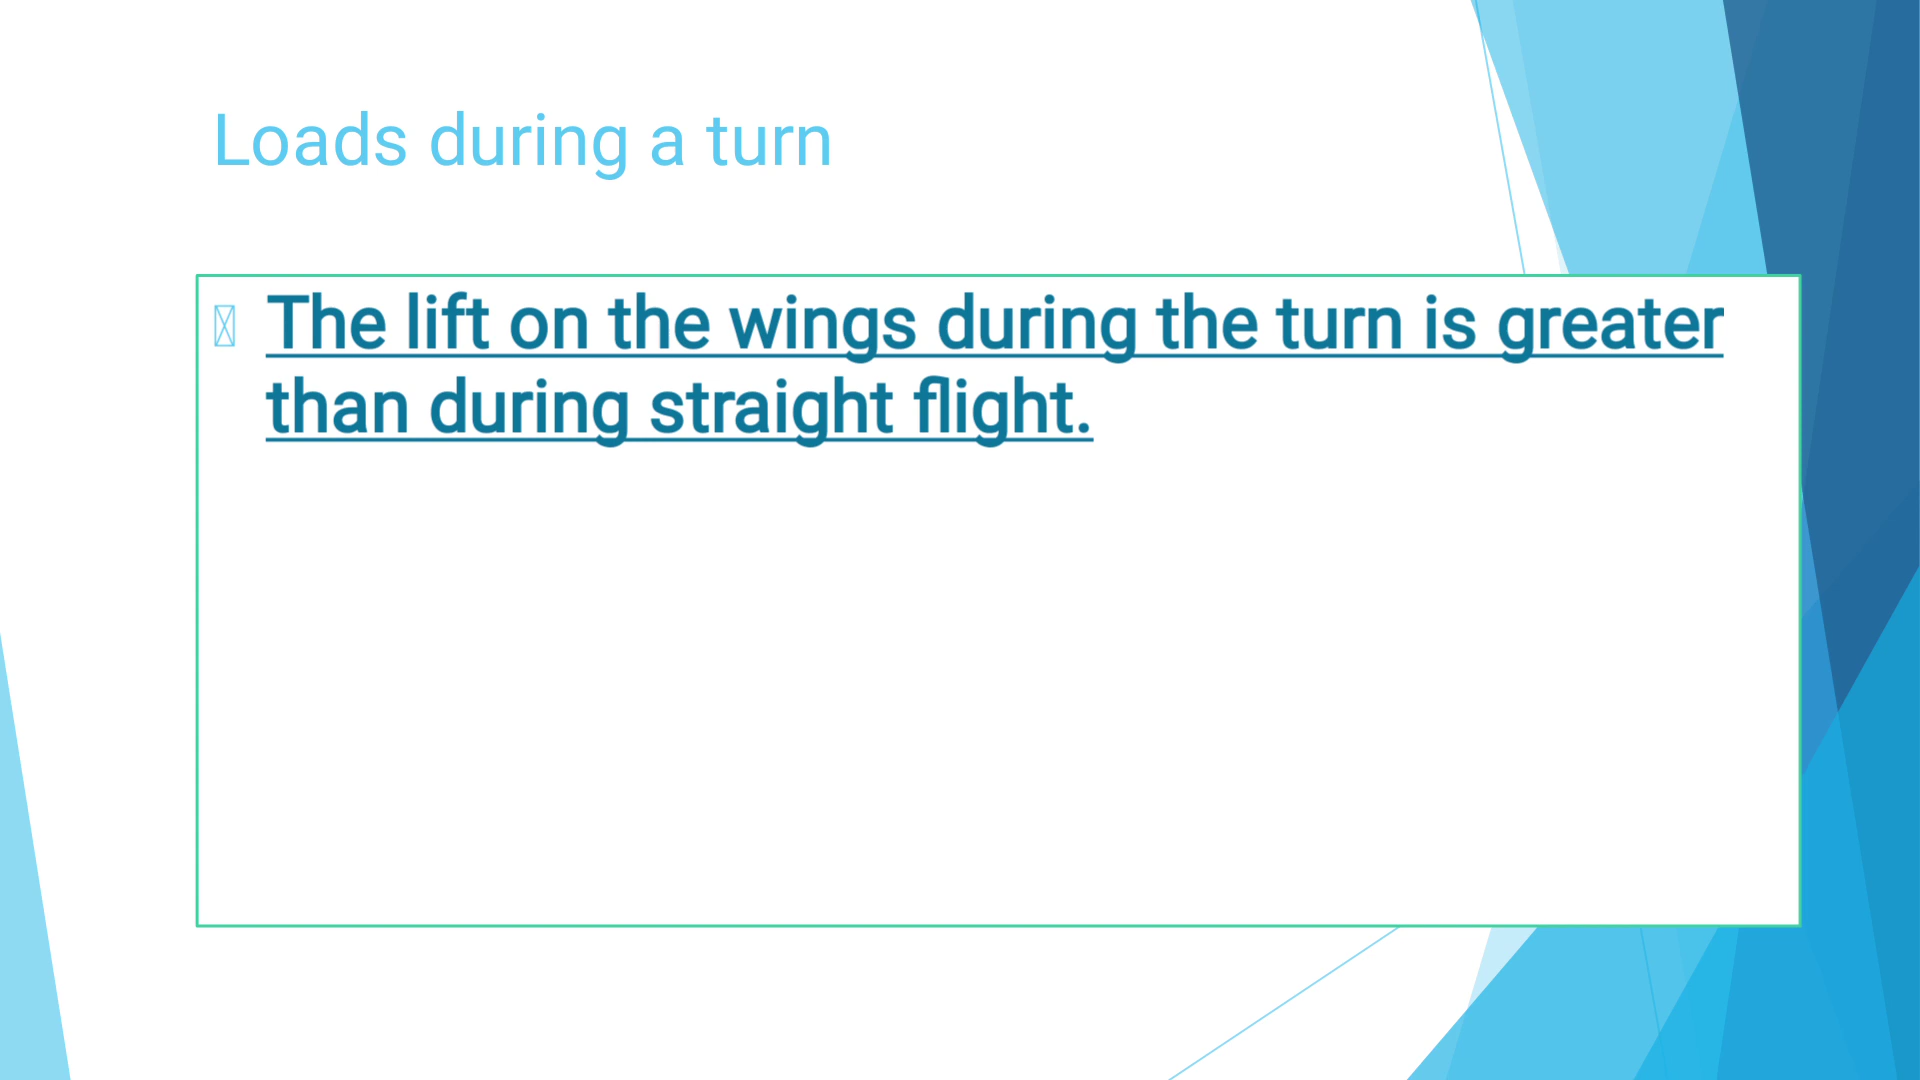 Loads during a turn
The lift on the wings during the turn is greater
than during straight flight.